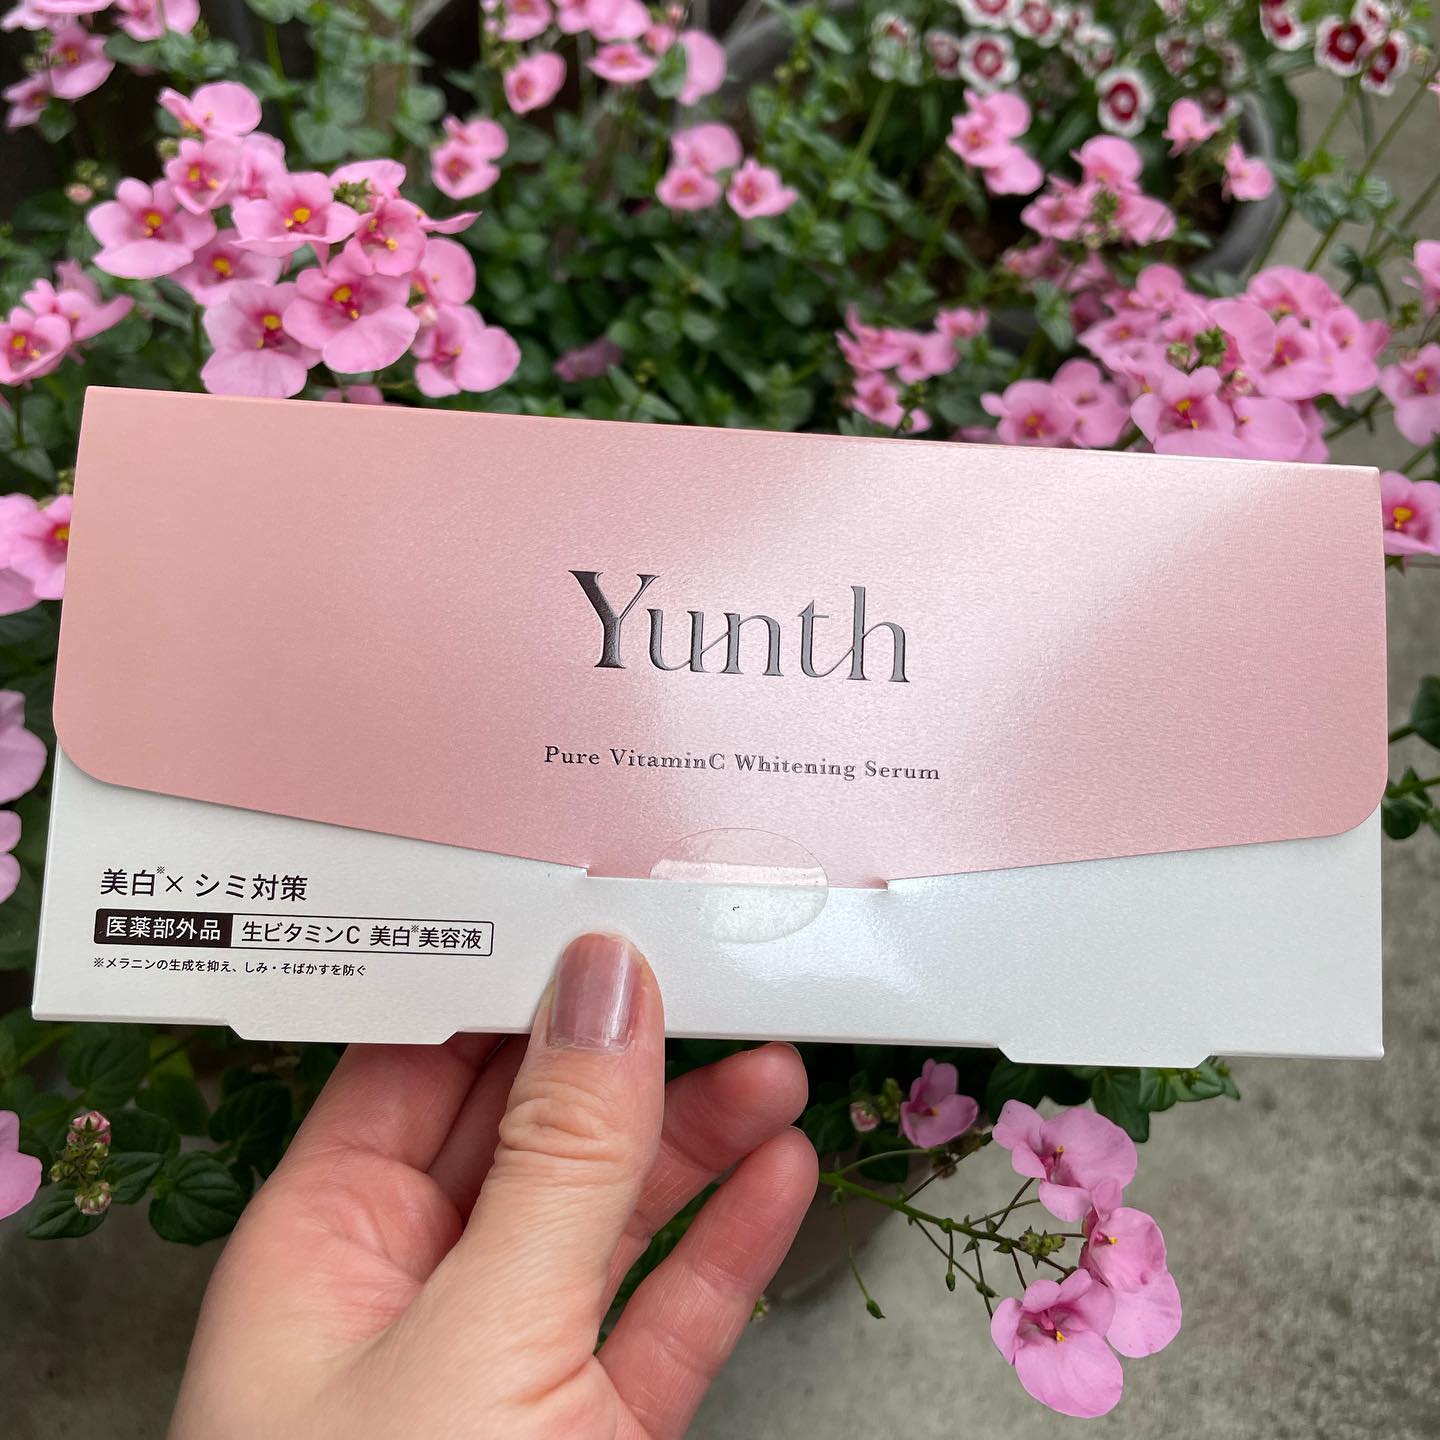 Yunth
Pure VitaminC Whitening Serum
美白※× シミ対策
医薬部外品 生ビタミンC 美白※美容液
※メラニンの生成を抑え、しみ・そばかすを防ぐ